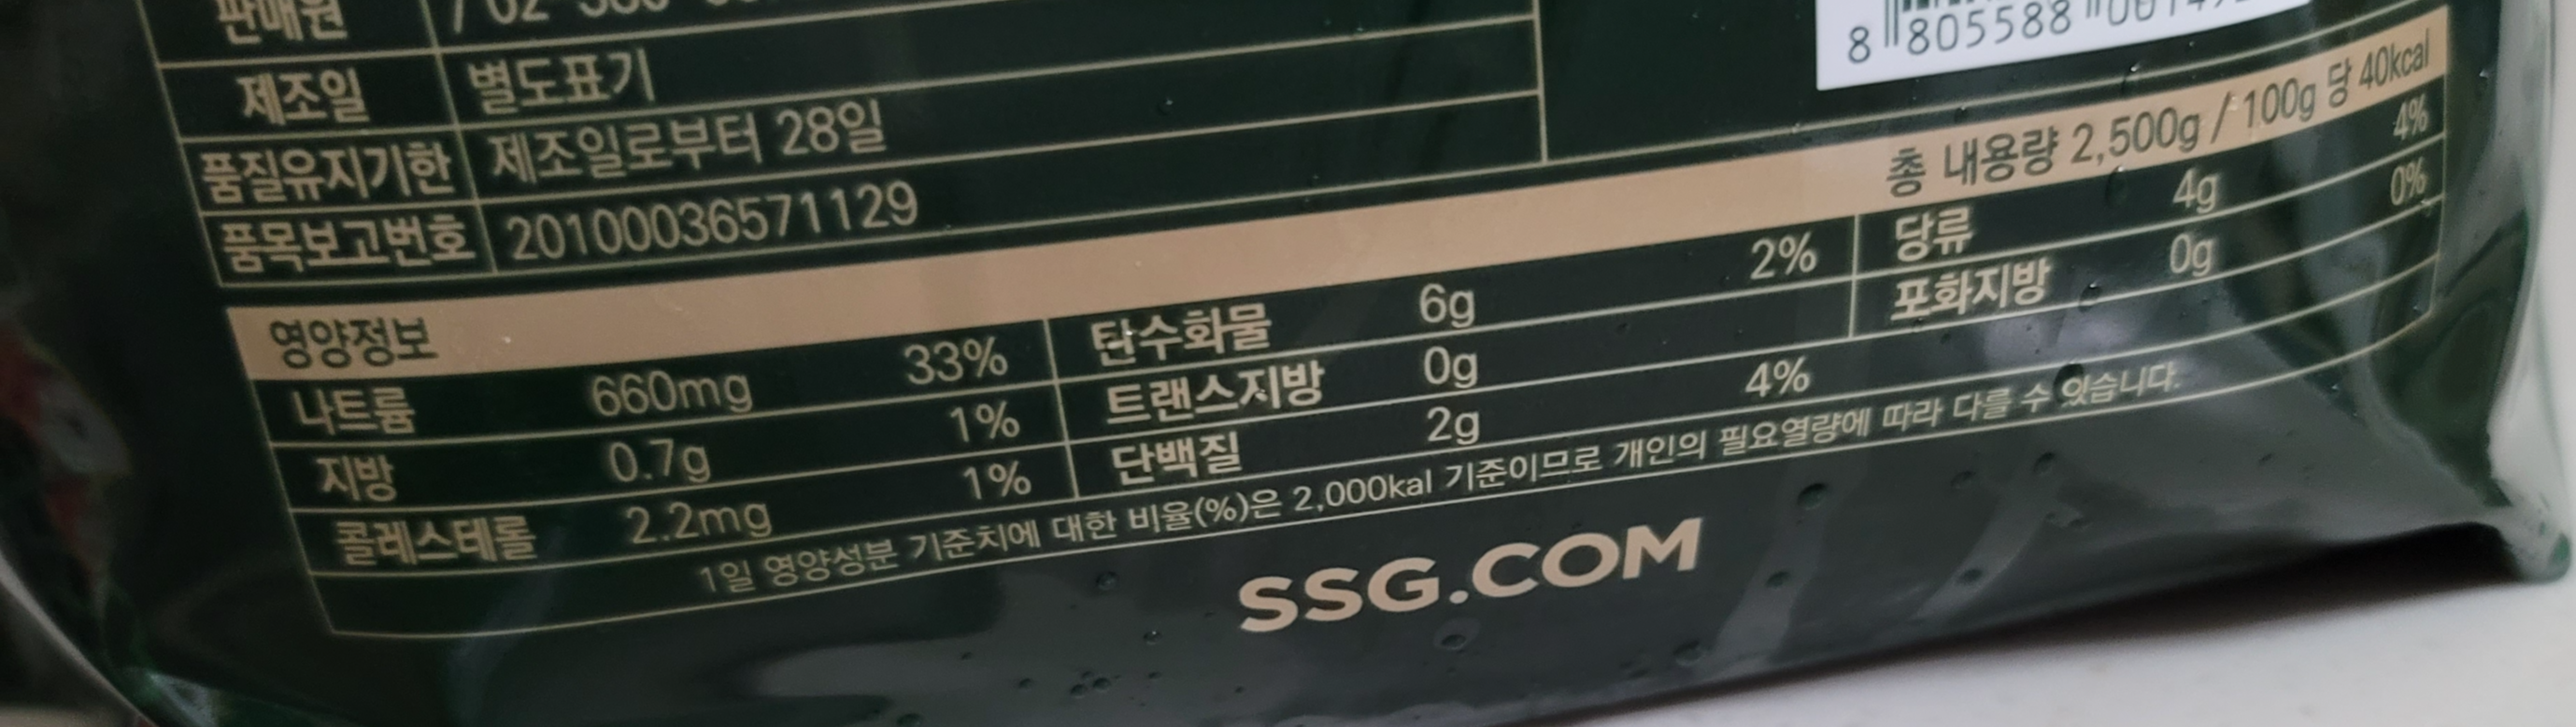 판매원
제조일 별도표기
품질유지기한 제조일로부터 28일
품목보고번호 201000036571129
8 805588
영양정보 총 내용량 2,500g / 100g 당 40kcal
나트륨 660mg 33% 탄수화물 6g 2% 당류 4g 4%
지방 0.7g 1% 트랜스지방 0g 포화지방 0g 0%
콜레스테롤 2.2mg 1% 단백질 2g 4%
1일 영양성분 기준치에 대한 비율(%)은 2,000kal 기준이므로 개인의 필요열량에 따라 다를 수 있습니다.
SSG.COM